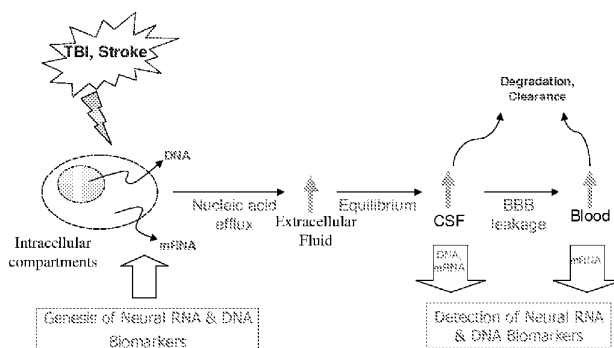 TBI, Stroke
Degradation,
Clearance
DNA
Nucleic acid
efflux
Extracellular
Fluid
Equilibrium
CSF
BBB
leakage
Blood
Intracellular
compartments
mRNA
DNA,
mRNA
mRNA
Genesis of Neural RNA & DNA
Biomarkers
Detection of Neural RNA
& DNA Biomarkers